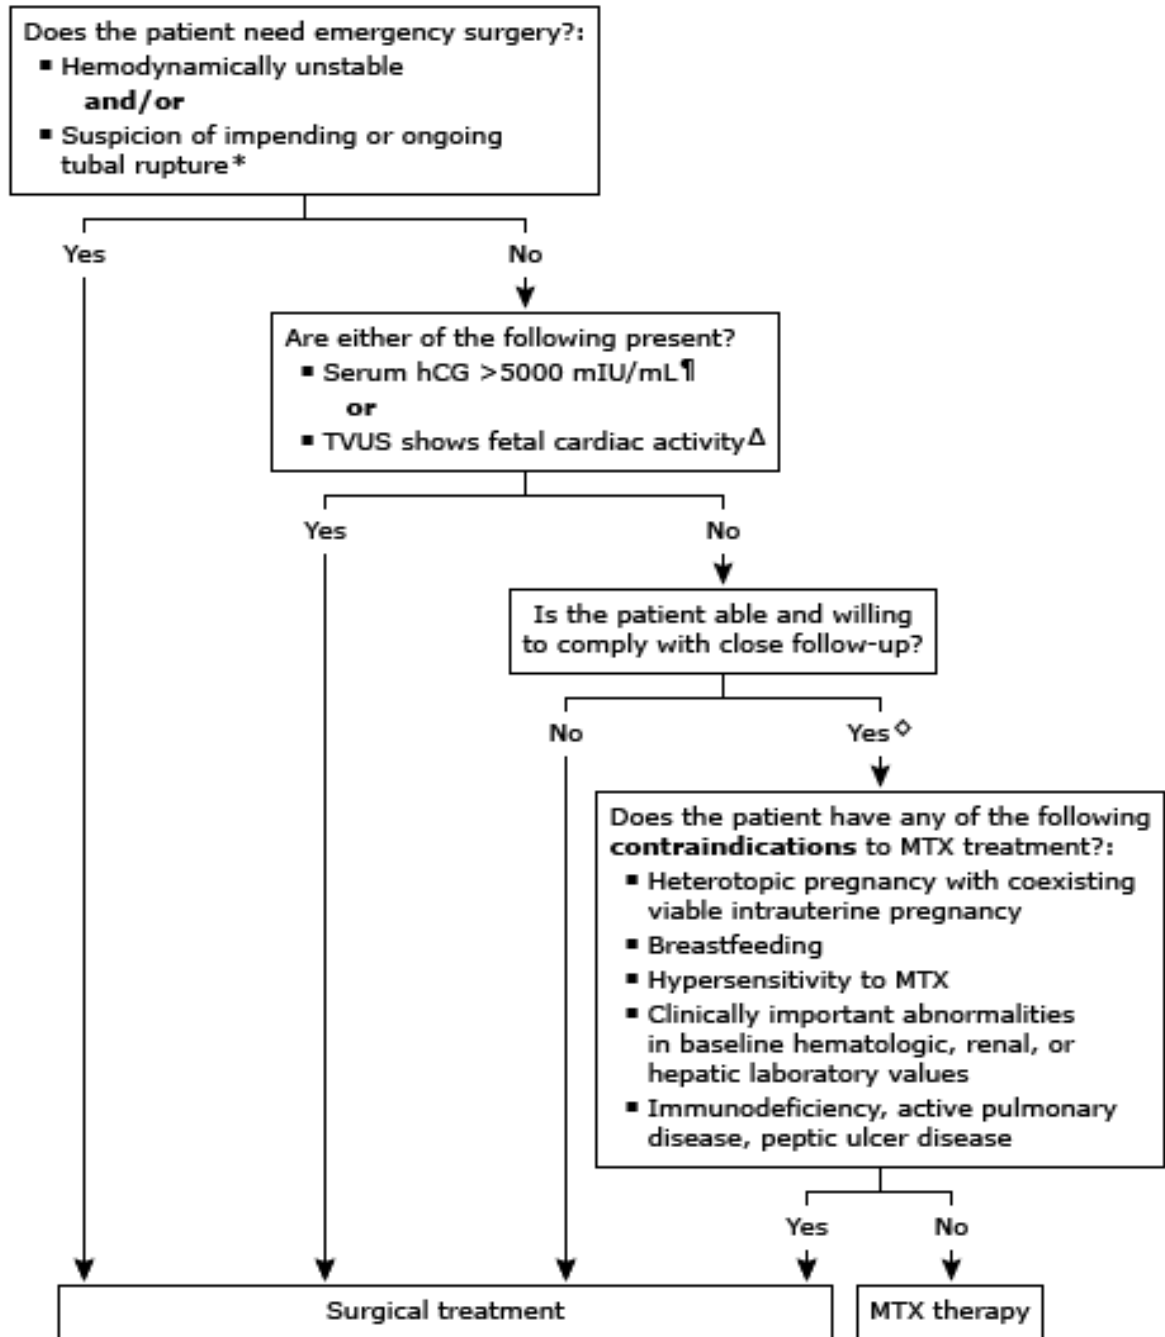 Does the patient need emergency surgery?:
▪ Hemodynamically unstable
and/or
▪ Suspicion of impending or ongoing
tubal rupture*
Yes
No
Are either of the following present?
▪ Serum hCG >5000 mIU/mL¶
or
▪ TVUS shows fetal cardiac activityΔ
Yes
No
Is the patient able and willing
to comply with close follow-up?
No
Yes◇
Does the patient have any of the following
contraindications to MTX treatment?:
▪ Heterotopic pregnancy with coexisting
viable intrauterine pregnancy
▪ Breastfeeding
▪ Hypersensitivity to MTX
▪ Clinically important abnormalities
in baseline hematologic, renal, or
hepatic laboratory values
▪ Immunodeficiency, active pulmonary
disease, peptic ulcer disease
Yes
No
Surgical treatment
MTX therapy